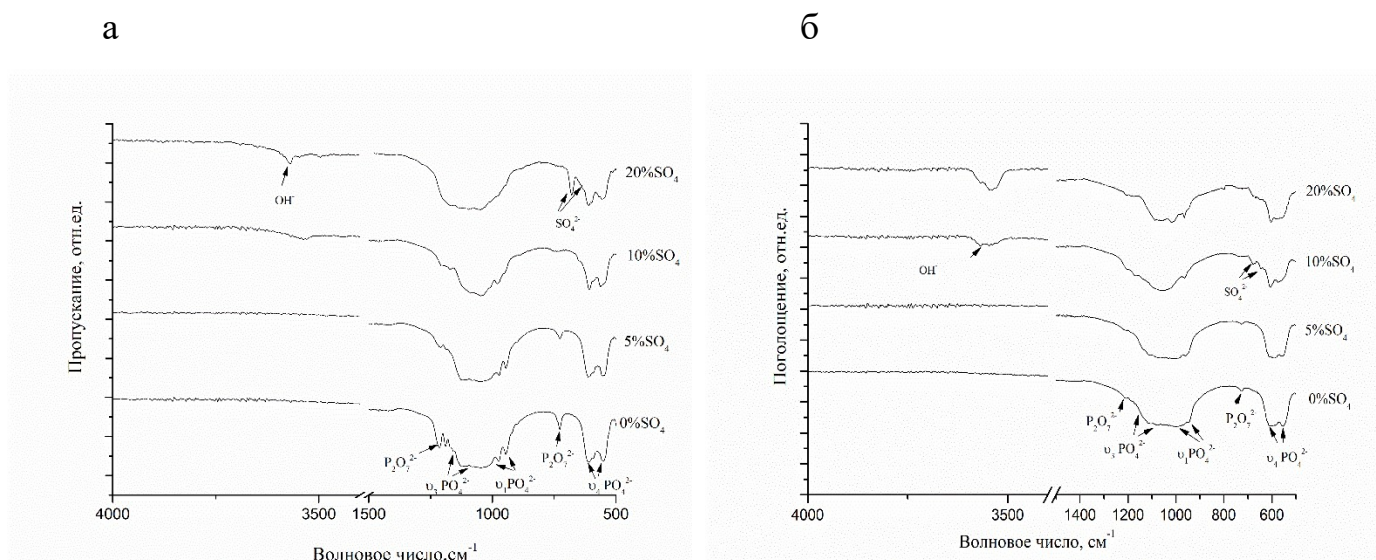 а
б
Пропускание, отн.ед.
20%SO₄
OH⁻
SO₄²⁻
10%SO₄
5%SO₄
0%SO₄
P₂O₇²⁻
υ₃ PO₄²⁻
υ₁PO₄²⁻
P₂O₇²⁻
υ₄ PO₄²⁻
4000 3500 1500 1000 500
Волновое число,см⁻¹
Поголощение, отн.ед.
20%SO₄
OH⁻
10%SO₄
SO₄²⁻
5%SO₄
0%SO₄
P₂O₇²⁻
υ₃ PO₄²⁻
υ₁PO₄²⁻
P₂O₇²⁻
υ₄ PO₄²⁻
4000 3500 1400 1200 1000 800 600
Волновое число, см⁻¹